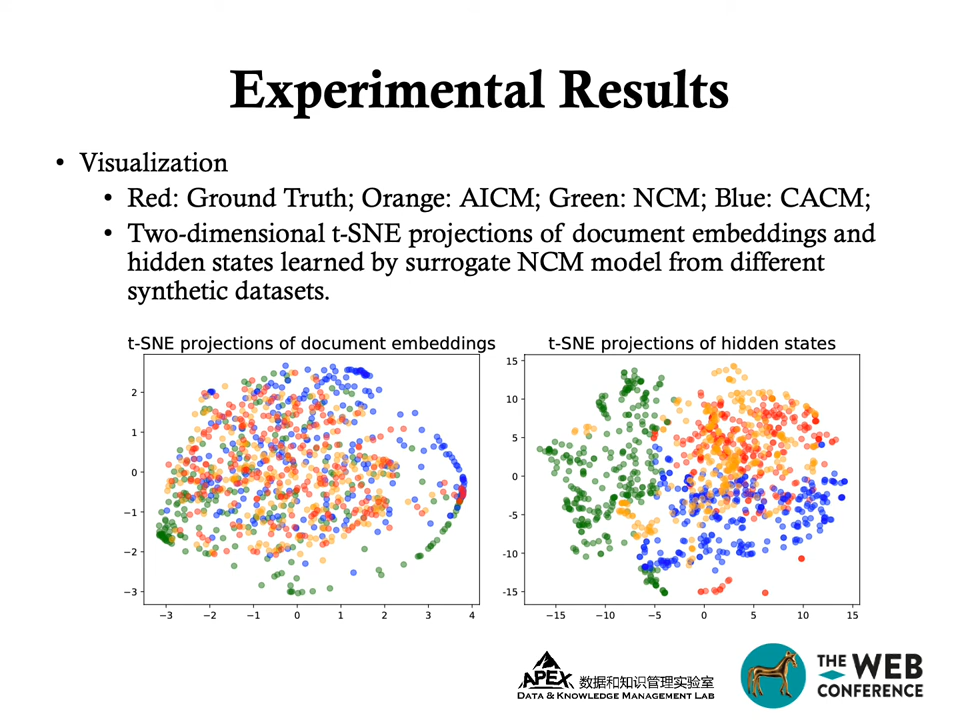 Experimental Results
• Visualization
• Red: Ground Truth; Orange: AICM; Green: NCM; Blue: CACM;
• Two-dimensional t-SNE projections of document embeddings and
hidden states learned by surrogate NCM model from different
synthetic datasets.
t-SNE projections of document embeddings
2
1
0
−1
−2
−3
−3 −2 −1 0 1 2 3 4
t-SNE projections of hidden states
15
10
5
0
-5
-10
-15
−15 −10 −5 0 5 10 15
APEX 数据和知识管理实验室
DATA & KNOWLEDGE MANAGEMENT LAB
THE WEB
CONFERENCE